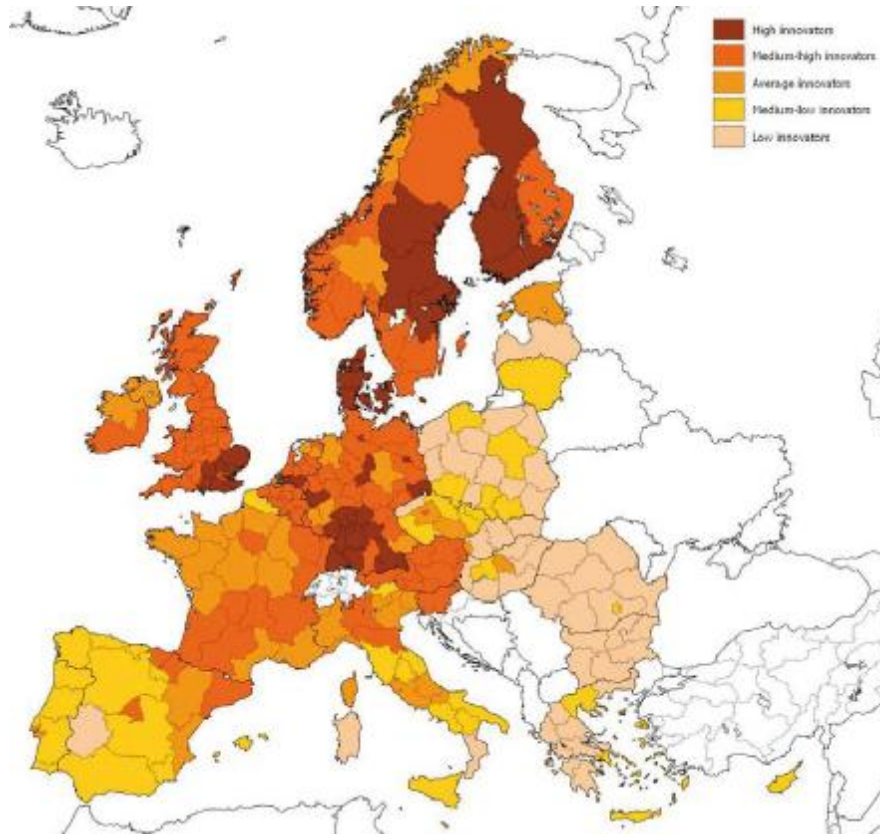 High innovators
Medium-high innovators
Average innovators
Medium-low innovators
Low innovators